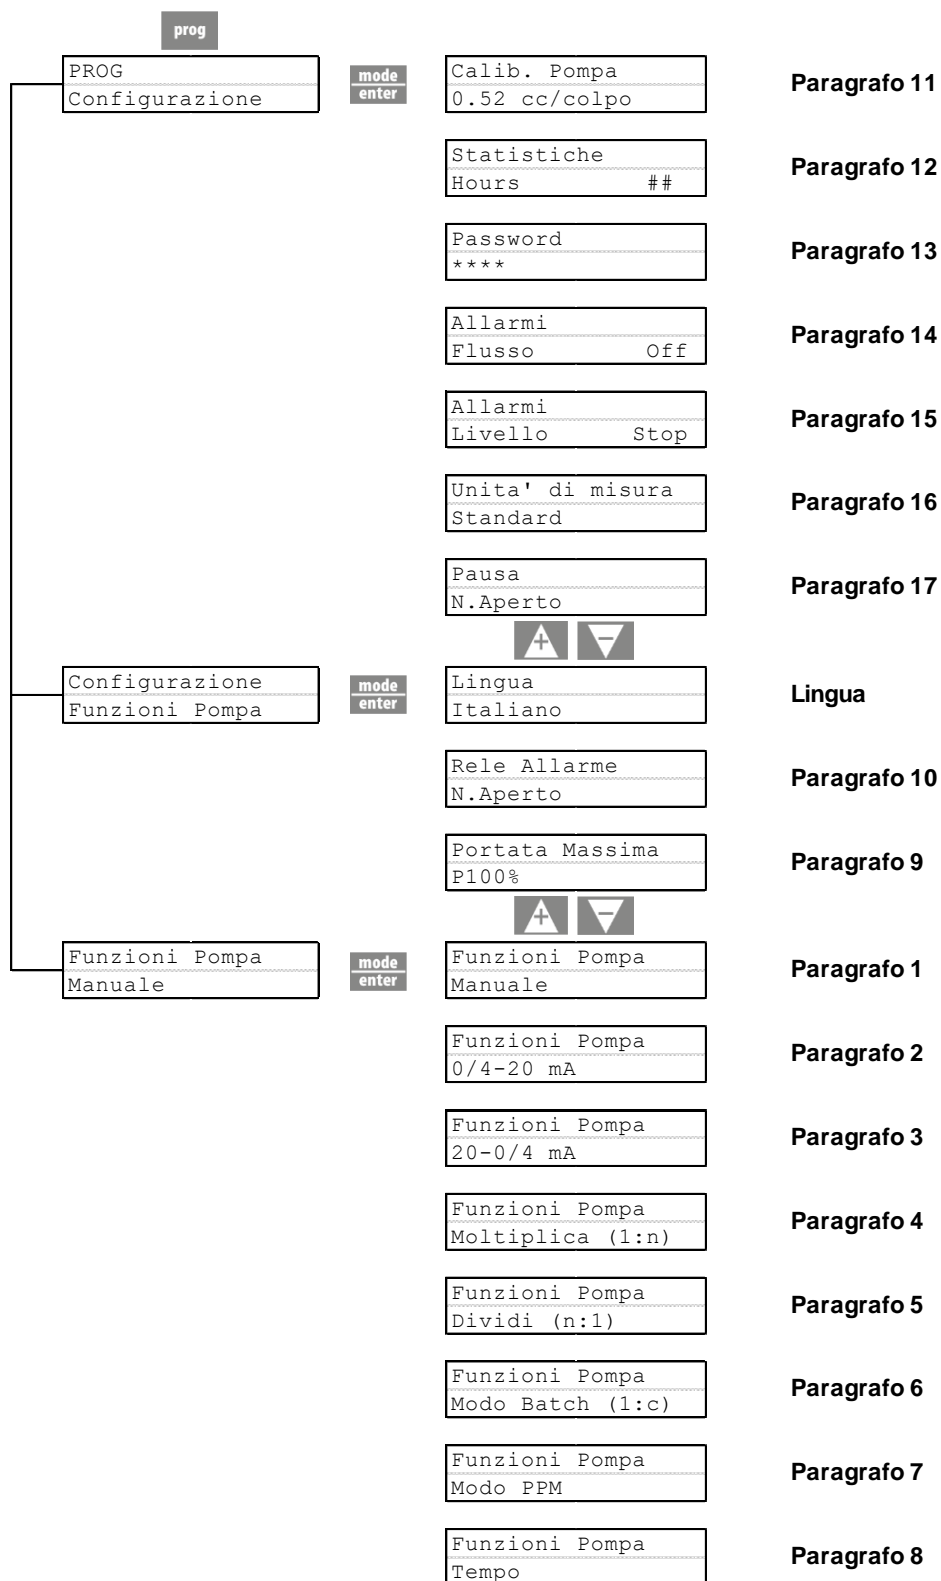 prog
PROG
Configurazione
mode
enter
Calib. Pompa
0.52 cc/colpo
Paragrafo 11
Statistiche
Hours ##
Paragrafo 12
Password
****
Paragrafo 13
Allarmi
Flusso Off
Paragrafo 14
Allarmi
Livello Stop
Paragrafo 15
Unita' di misura
Standard
Paragrafo 16
Pausa
N.Aperto
Paragrafo 17
+ −
Configurazione
Funzioni Pompa
mode
enter
Lingua
Italiano
Lingua
Rele Allarme
N.Aperto
Paragrafo 10
Portata Massima
P100%
Paragrafo 9
+ −
Funzioni Pompa
Manuale
mode
enter
Funzioni Pompa
Manuale
Paragrafo 1
Funzioni Pompa
0/4-20 mA
Paragrafo 2
Funzioni Pompa
20-0/4 mA
Paragrafo 3
Funzioni Pompa
Moltiplica (1:n)
Paragrafo 4
Funzioni Pompa
Dividi (n:1)
Paragrafo 5
Funzioni Pompa
Modo Batch (1:c)
Paragrafo 6
Funzioni Pompa
Modo PPM
Paragrafo 7
Funzioni Pompa
Tempo
Paragrafo 8